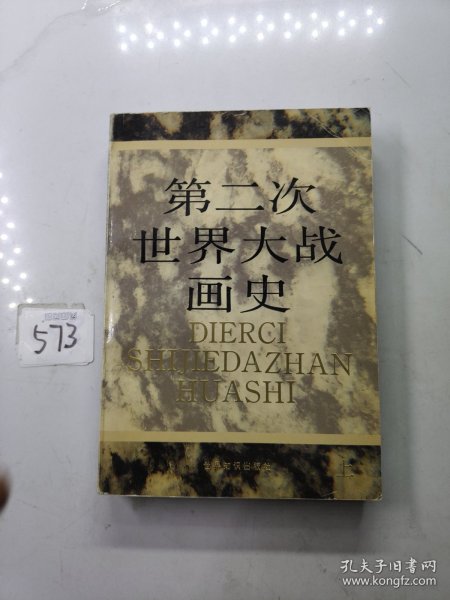 第二次
世界大战
画史
DIERCI
SHIJIEDAZHAN
HUASHI
世界知识出版社
上
573
孔夫子旧书网
www.kongfz.com